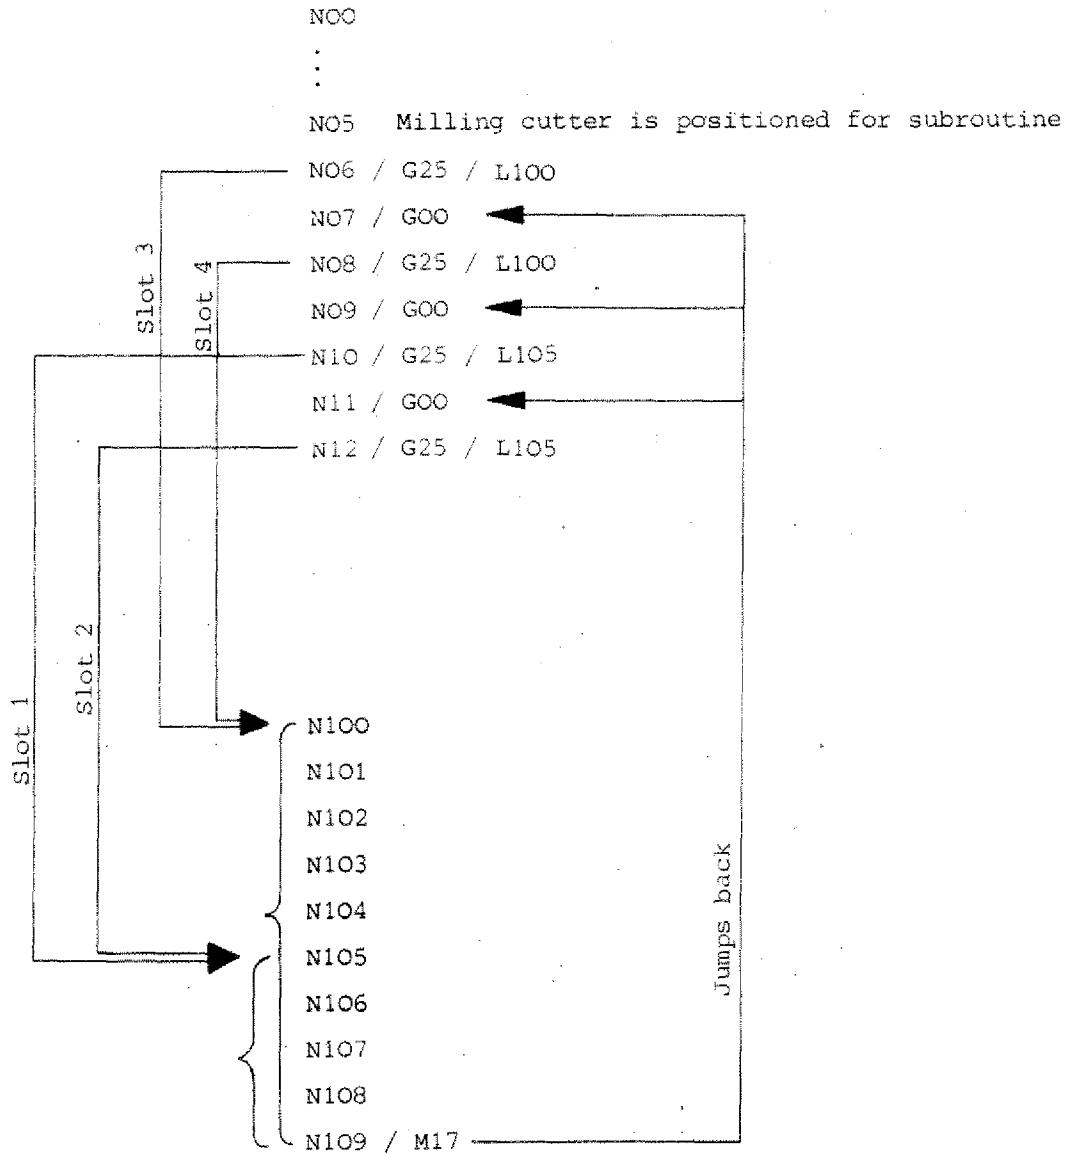 N00
N05 Milling cutter is positioned for subroutine
N06 / G25 / L100
N07 / G00
N08 / G25 / L100
N09 / G00
N10 / G25 / L105
N11 / G00
N12 / G25 / L105
Slot 3
Slot 4
Slot 2
Slot 1
N100
N101
N102
N103
N104
N105
N106
N107
N108
N109 / M17
Jumps back